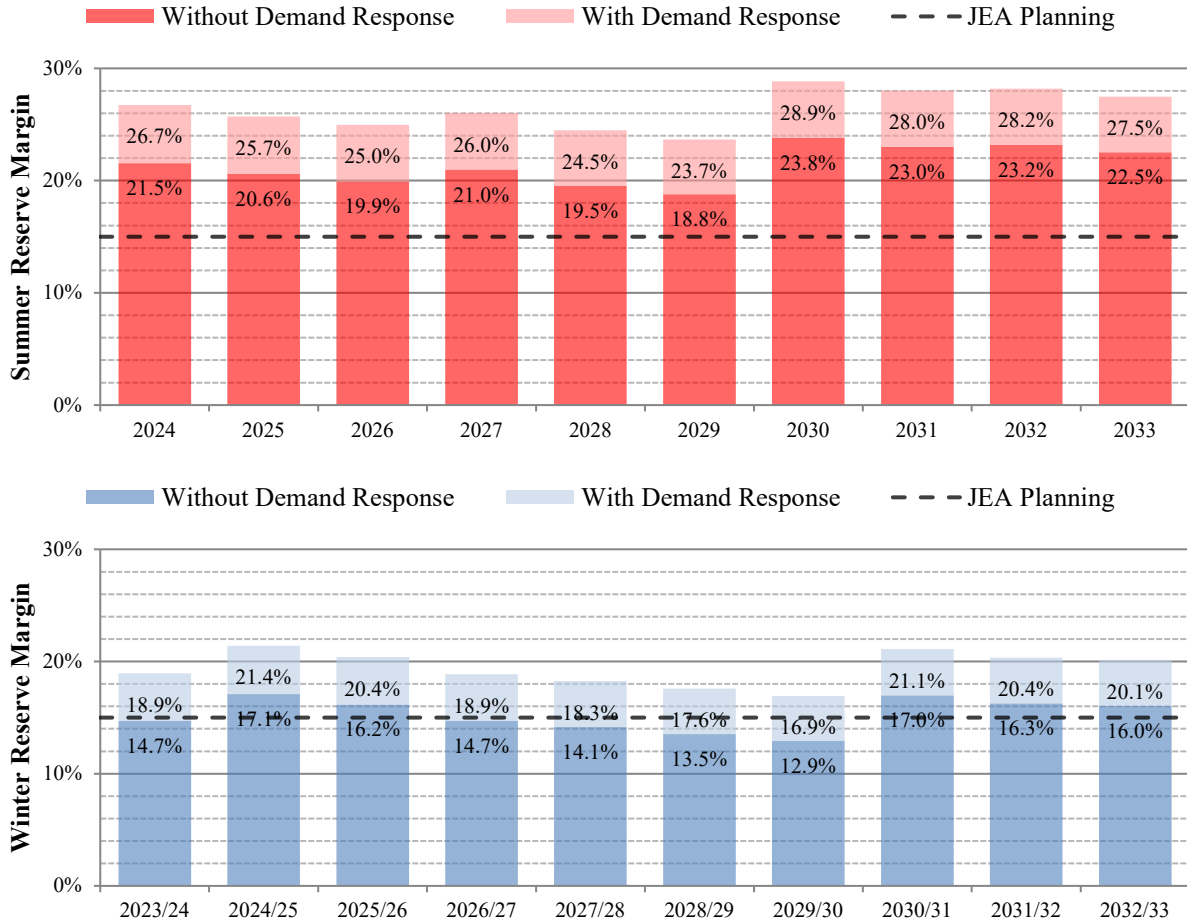 Without Demand Response With Demand Response JEA Planning
Summer Reserve Margin
30%
26.7% 25.7% 25.0% 26.0% 24.5% 23.7% 28.9% 28.0% 28.2% 27.5%
20%
21.5% 20.6% 19.9% 21.0% 19.5% 18.8% 23.8% 23.0% 23.2% 22.5%
10%
0%
2024 2025 2026 2027 2028 2029 2030 2031 2032 2033
Without Demand Response With Demand Response JEA Planning
Winter Reserve Margin
30%
20%
18.9% 21.4% 20.4% 18.9% 18.3% 17.6% 16.9% 21.1% 20.4% 20.1%
14.7% 17.1% 16.2% 14.7% 14.1% 13.5% 12.9% 17.0% 16.3% 16.0%
10%
0%
2023/24 2024/25 2025/26 2026/27 2027/28 2028/29 2029/30 2030/31 2031/32 2032/33